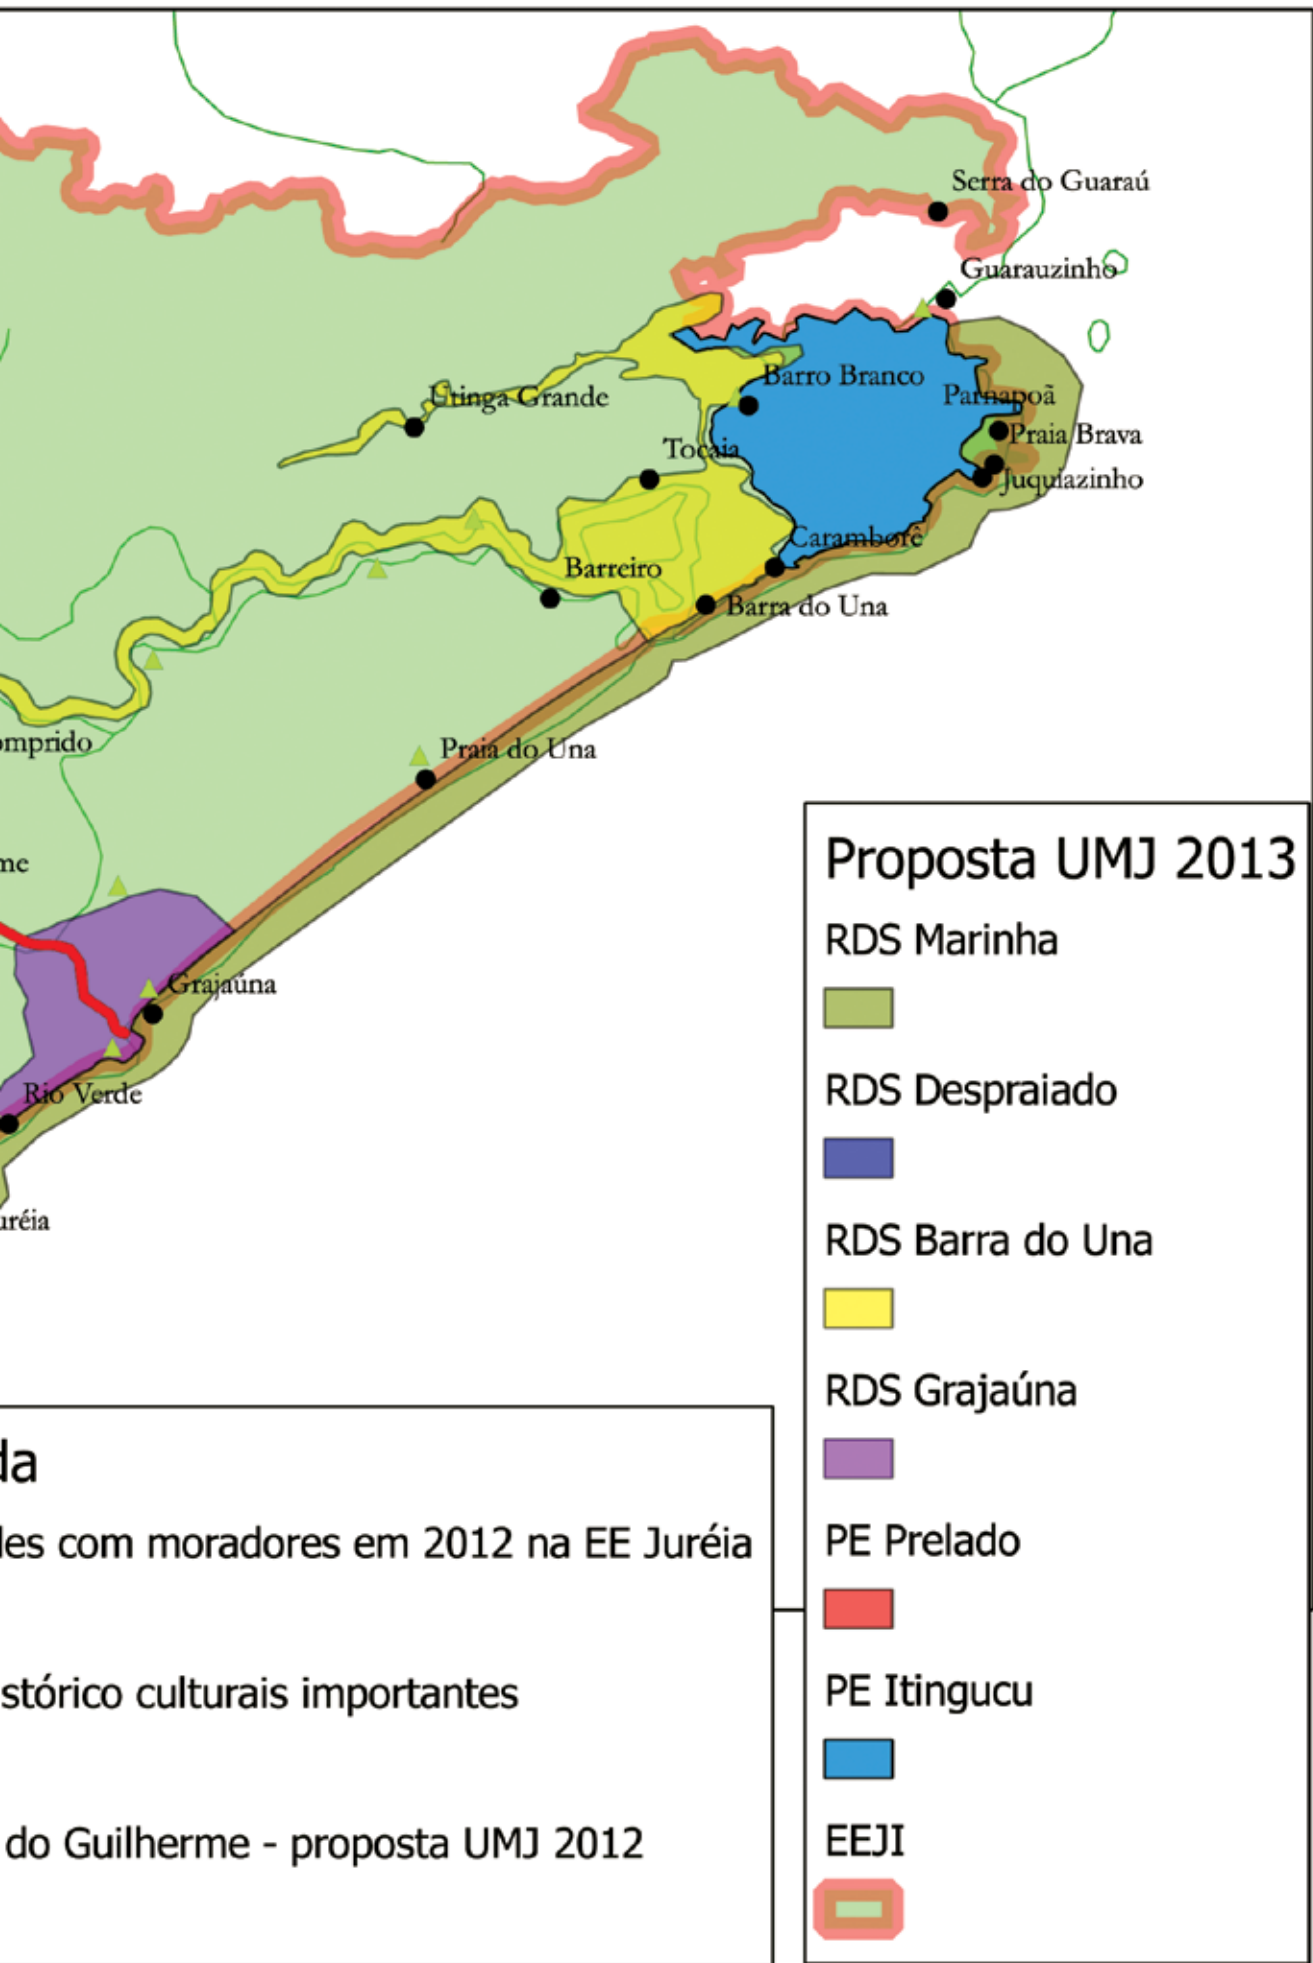 Serra do Guaraú
Guarauzinho
Barro Branco
Utinga Grande
Parnapoã
Praia Brava
Tocaia
Juquiazinho
Caramborê
Barreiro
Barra do Una
omprido
Praia do Una
me
Grajaúna
Rio Verde
uréia
Proposta UMJ 2013
RDS Marinha
RDS Despraiado
RDS Barra do Una
RDS Grajaúna
PE Prelado
PE Itingucu
EEJI
da
des com moradores em 2012 na EE Juréia
stórico culturais importantes
do Guilherme - proposta UMJ 2012